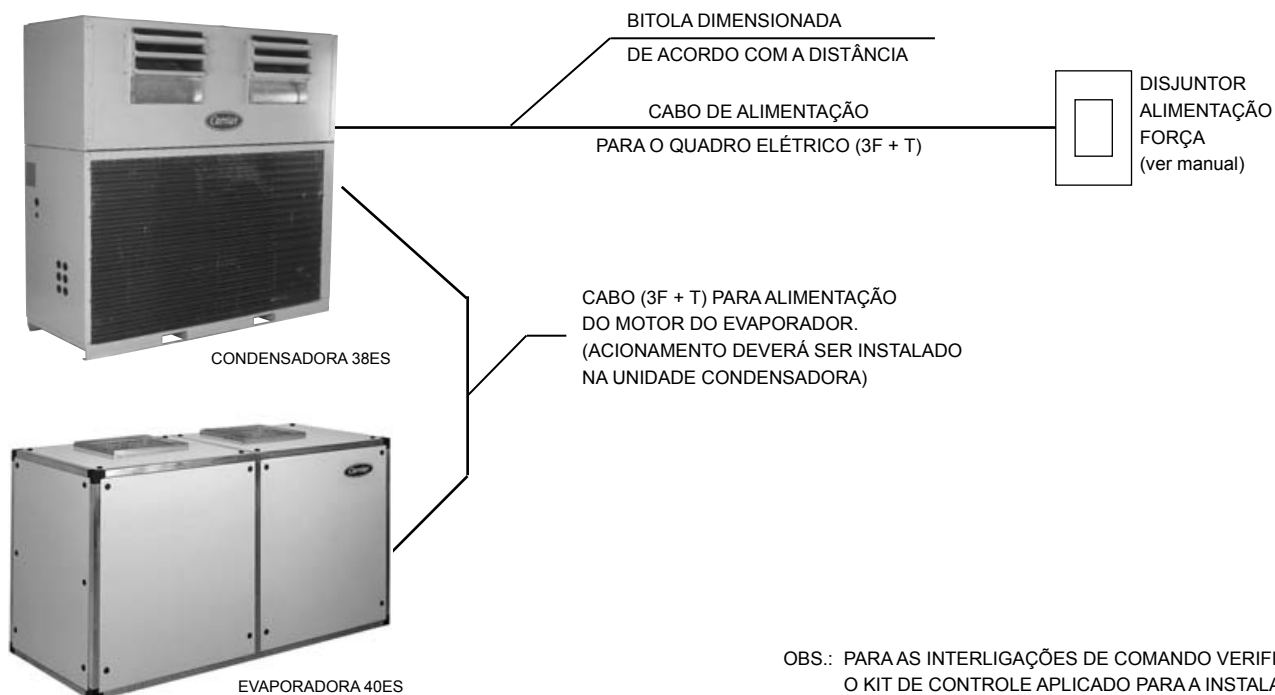 BITOLA DIMENSIONADA
DE ACORDO COM A DISTÂNCIA
CABO DE ALIMENTAÇÃO
PARA O QUADRO ELÉTRICO (3F + T)
DISJUNTOR
ALIMENTAÇÃO
FORÇA
(ver manual)
Carrier
CONDENSADORA 38ES
CABO (3F + T) PARA ALIMENTAÇÃO
DO MOTOR DO EVAPORADOR.
(ACIONAMENTO DEVERÁ SER INSTALADO
NA UNIDADE CONDENSADORA)
Carrier
EVAPORADORA 40ES
OBS.: PARA AS INTERLIGAÇÕES DE COMANDO
O KIT DE CONTROLE APLICADO PARA A